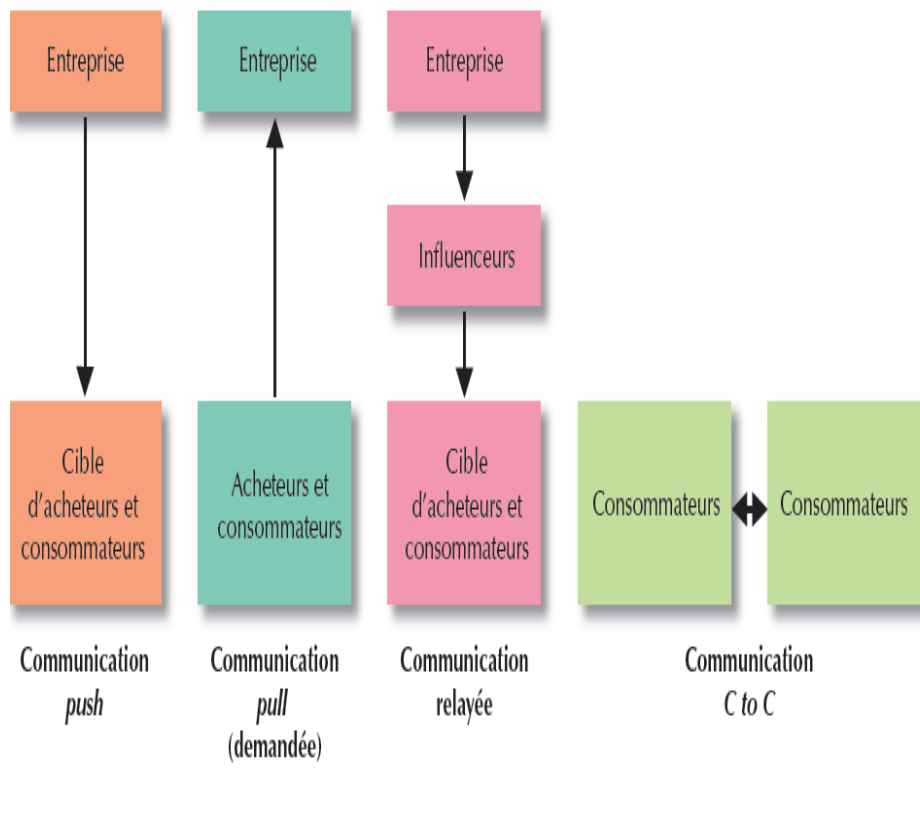 Entreprise
Entreprise
Entreprise
Influenceurs
Cible
d'acheteurs et
consommateurs
Acheteurs et
consommateurs
Cible
d'acheteurs et
consommateurs
Consommateurs
Consommateurs
Communication
push
Communication
pull
(demandée)
Communication
relayée
Communication
C to C